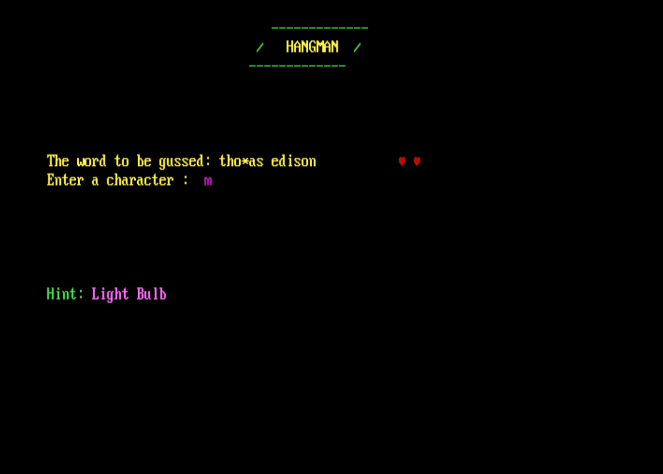 -------------
/ HANGMAN /
-------------
The word to be gussed: tho*as edison ♥ ♥
Enter a character : m
Hint: Light Bulb